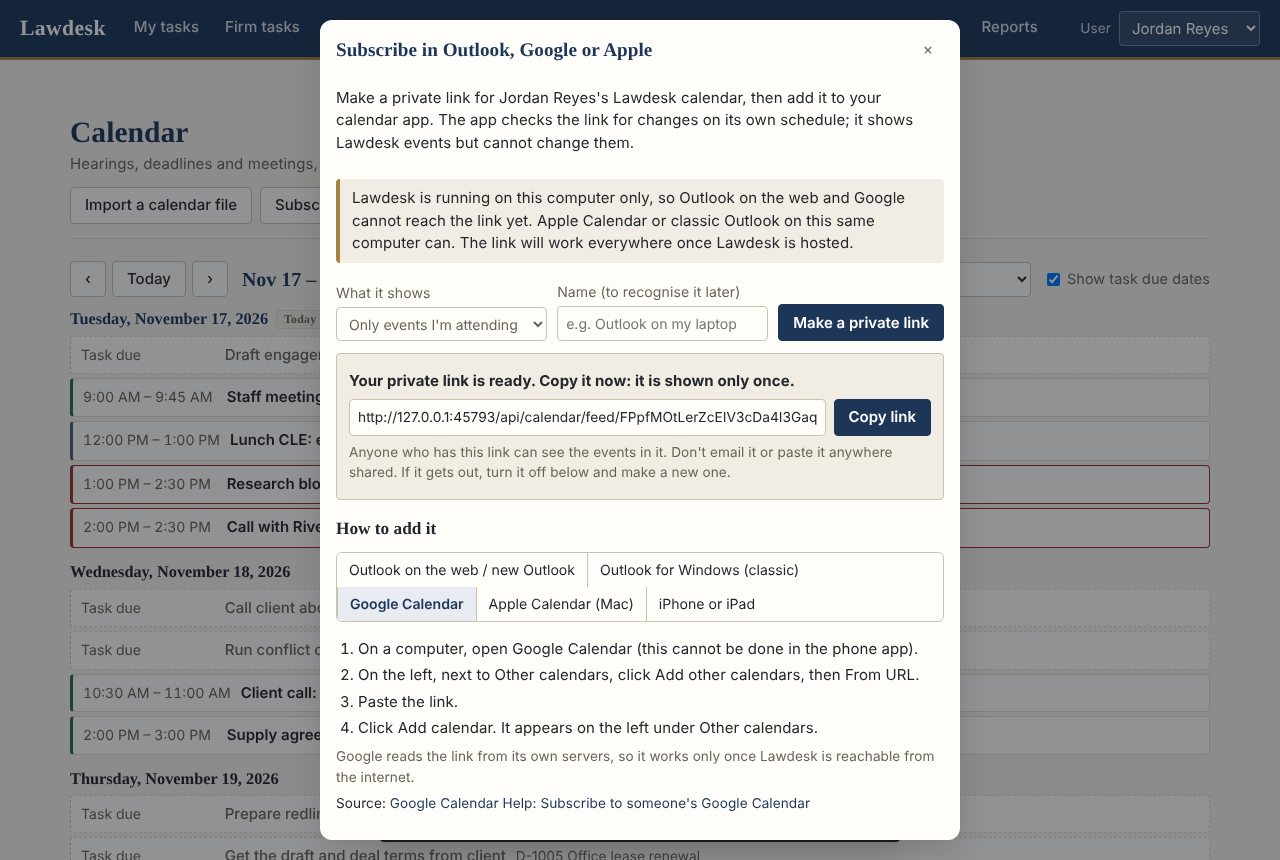 Lawdesk My tasks Firm tasks Reports User Jordan Reyes
Subscribe in Outlook, Google or Apple ×
Make a private link for Jordan Reyes's Lawdesk calendar, then add it to your
calendar app. The app checks the link for changes on its own schedule; it shows
Lawdesk events but cannot change them.
Lawdesk is running on this computer only, so Outlook on the web and Google
cannot reach the link yet. Apple Calendar or classic Outlook on this same
computer can. The link will work everywhere once Lawdesk is hosted.
What it shows Name (to recognise it later)
Only events I'm attending e.g. Outlook on my laptop Make a private link
Your private link is ready. Copy it now: it is shown only once.
http://127.0.0.1:45793/api/calendar/feed/FPpfMOtLerZcEIV3cDa4I3Gaq Copy link
Anyone who has this link can see the events in it. Don't email it or paste it anywhere
shared. If it gets out, turn it off below and make a new one.
How to add it
Outlook on the web / new Outlook Outlook for Windows (classic)
Google Calendar Apple Calendar (Mac) iPhone or iPad
1. On a computer, open Google Calendar (this cannot be done in the phone app).
2. On the left, next to Other calendars, click Add other calendars, then From URL.
3. Paste the link.
4. Click Add calendar. It appears on the left under Other calendars.
Google reads the link from its own servers, so it works only once Lawdesk is reachable from
the internet.
Source: Google Calendar Help: Subscribe to someone's Google Calendar
Calendar
Hearings, deadlines and meetings,
Import a calendar file Subsc
‹ Today › Nov 17 – Show task due dates
Tuesday, November 17, 2026 Today
Task due Draft engage
9:00 AM – 9:45 AM Staff meeting
12:00 PM – 1:00 PM Lunch CLE:
1:00 PM – 2:30 PM Research blo
2:00 PM – 2:30 PM Call with Rive
Wednesday, November 18, 2026
Task due Call client abo
Task due Run conflict
10:30 AM – 11:00 AM Client call:
2:00 PM – 3:00 PM Supply agree
Thursday, November 19, 2026
Task due Prepare redli
Task due Get the draft and deal terms from client D-1005 Office lease renewal